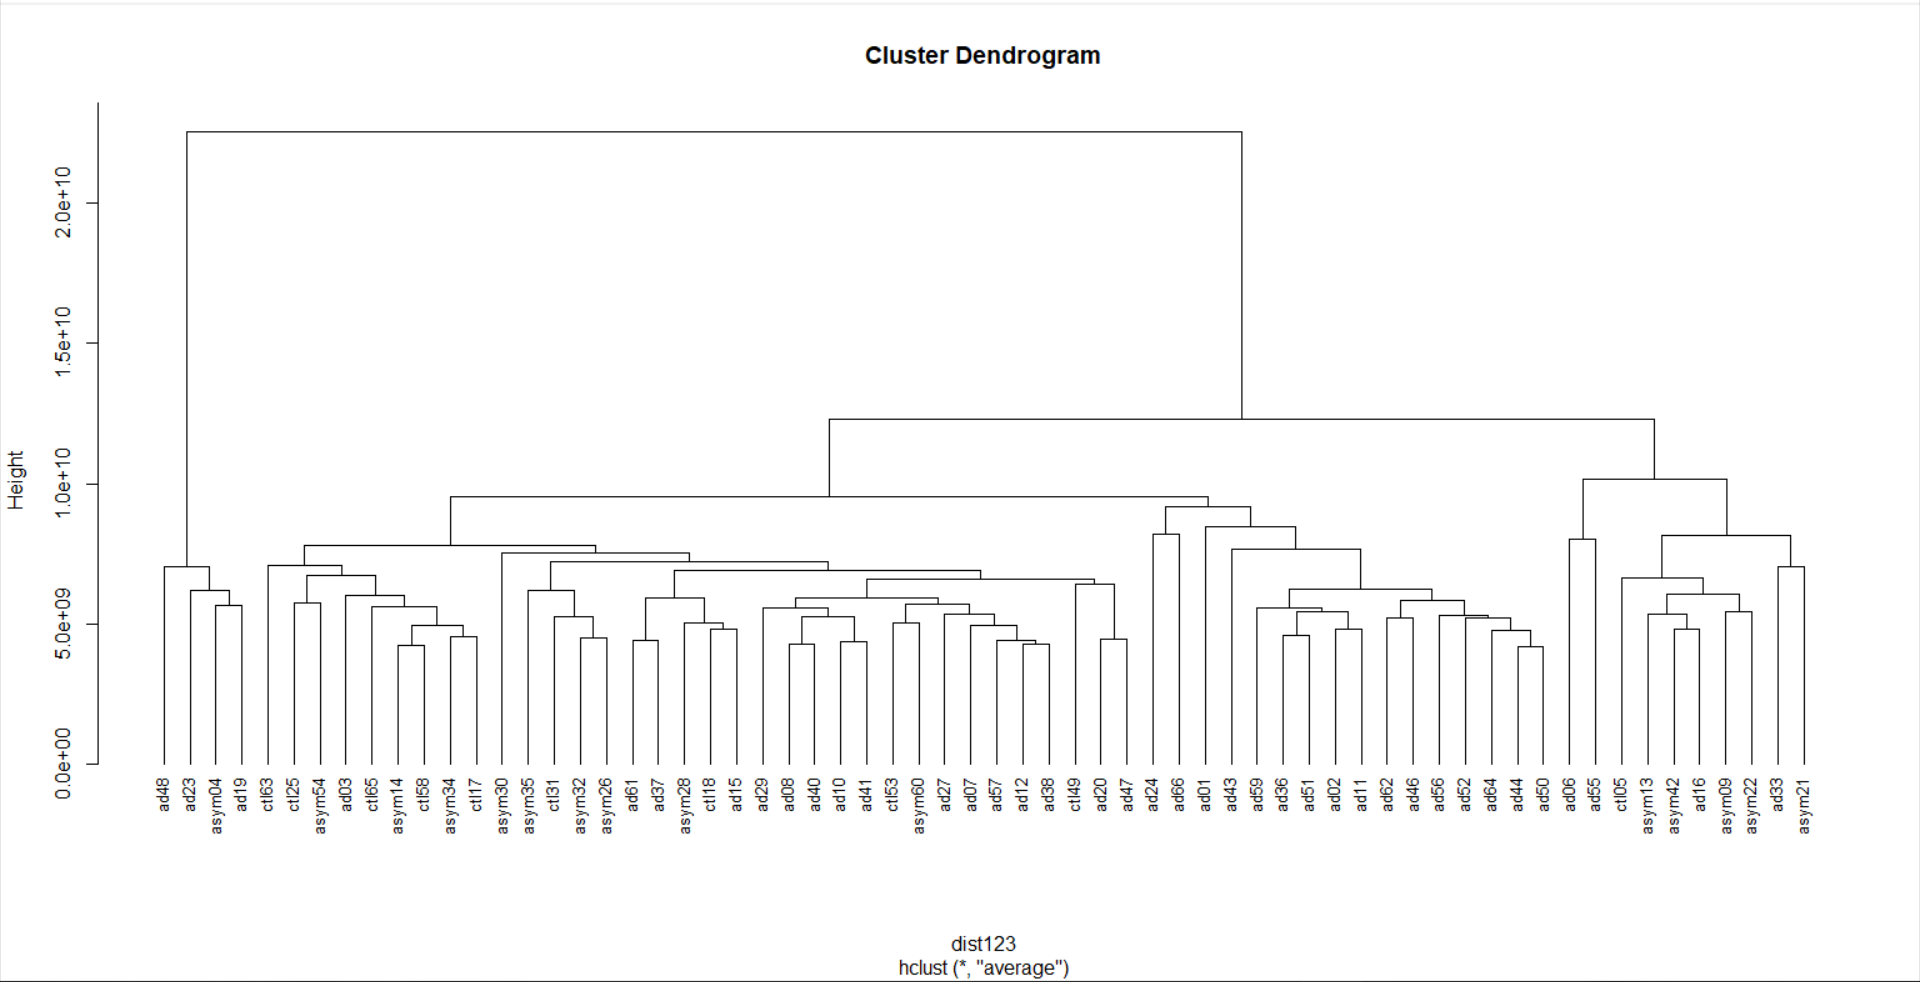 Cluster Dendrogram
Height
2.0e+10
1.5e+10
1.0e+10
5.0e+09
0.0e+00
ad48
ad23
asym04
ad19
ctl63
ctl25
asym54
ad03
ctl65
asym14
ctl58
asym34
ctl17
asym30
asym35
ctl31
asym32
asym26
ad61
ad37
asym28
ctl18
ad15
ad29
ad08
ad40
ad10
ad41
ctl53
asym60
ad27
ad07
ad57
ad12
ad38
ctl49
ad20
ad47
ad24
ad66
ad01
ad43
ad59
ad36
ad51
ad02
ad11
ad62
ad46
ad56
ad52
ad64
ad44
ad50
ad06
ad55
ctl05
asym13
asym42
ad16
asym09
asym22
ad33
asym21
dist123
hclust (*, "average")